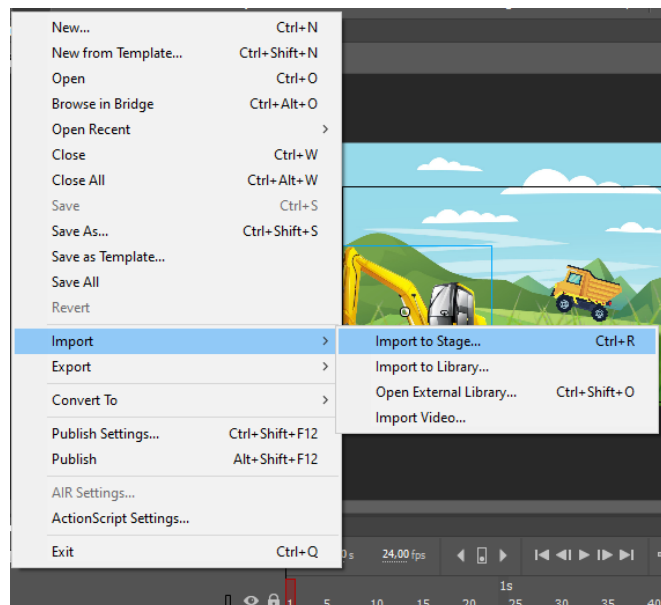 New... Ctrl+N
New from Template... Ctrl+Shift+N
Open Ctrl+O
Browse in Bridge Ctrl+Alt+O
Open Recent >
Close Ctrl+W
Close All Ctrl+Alt+W
Save Ctrl+S
Save As... Ctrl+Shift+S
Save as Template...
Save All
Revert
Import >
Import to Stage... Ctrl+R
Export >
Import to Library...
Open External Library... Ctrl+Shift+O
Convert To >
Import Video...
Publish Settings... Ctrl+Shift+F12
Publish Alt+Shift+F12
AIR Settings...
ActionScript Settings...
Exit Ctrl+Q
s 24,00 fps
1s
1 5 10 15 20 25 30 35 40